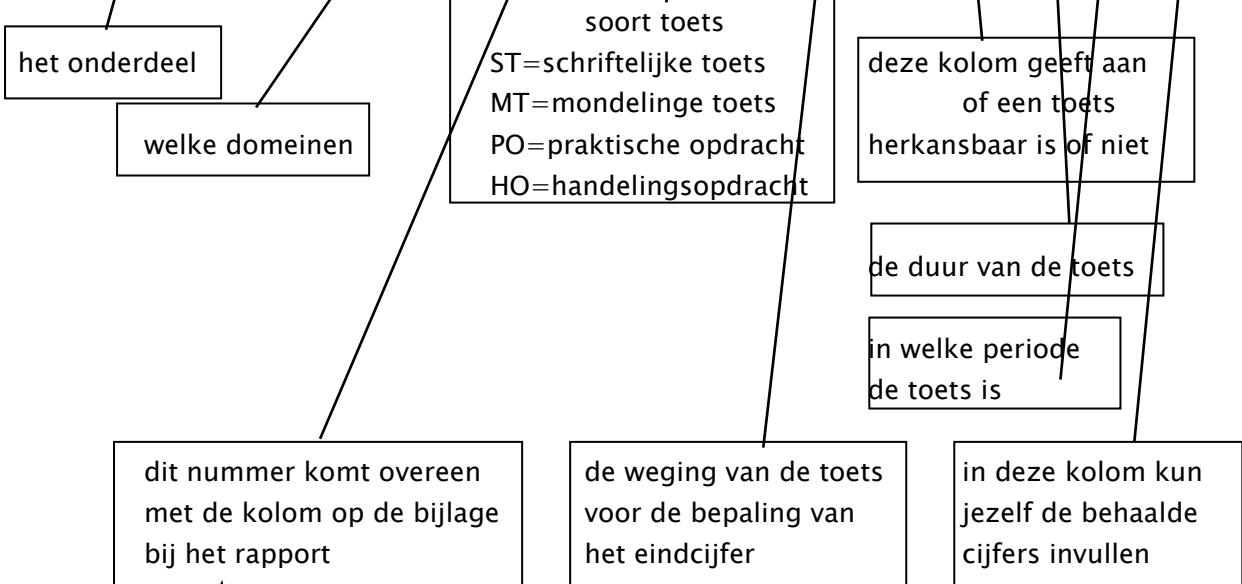 het onderdeel
welke domeinen
soort toets
ST=schriftelijke toets
MT=mondelinge toets
PO=praktische opdracht
HO=handelingsopdracht
deze kolom geeft aan
of een toets
herkansbaar is of niet
de duur van de toets
in welke periode
de toets is
dit nummer komt overeen
met de kolom op de bijlage
bij het rapport
de weging van de toets
voor de bepaling van
het eindcijfer
in deze kolom kun
jezelf de behaalde
cijfers invullen